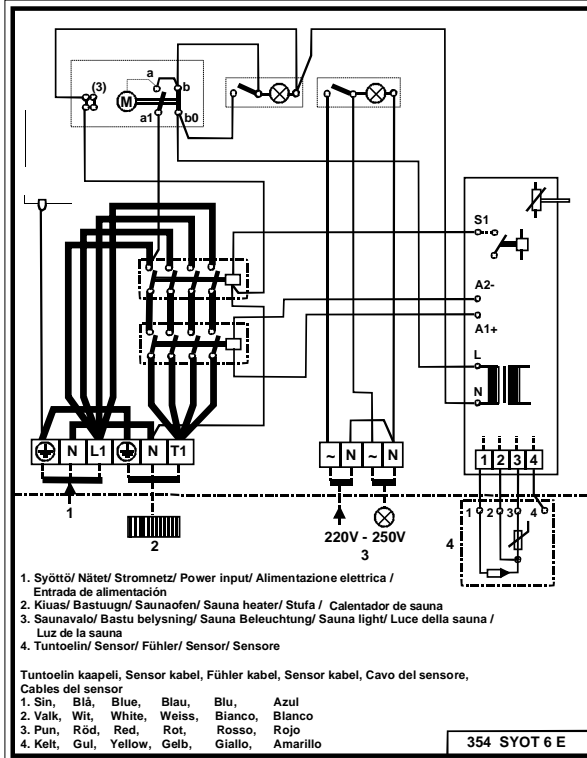 (3)
a
b
M
a1
b0
S1
A2-
A1+
L
N
N L1 N T1
~ N ~ N
1 2 3 4
1 2 3 4
1
2
220V - 250V
3
4
1. Syöttö/ Nätet/ Stromnetz/ Power input/ Alimentazione elettrica /
Entrada de alimentación
2. Kiuas/ Bastuugn/ Saunaofen/ Sauna heater/ Stufa / Calentador de sauna
3. Saunavalo/ Bastu belysning/ Sauna Beleuchtung/ Sauna light/ Luce della sauna /
Luz de la sauna
4. Tuntoelin/ Sensor/ Fühler/ Sensor/ Sensore
Tuntoelin kaapeli, Sensor kabel, Fühler kabel, Sensor kabel, Cavo del sensore,
Cables del sensor
1. Sin, Blå, Blue, Blau, Blu, Azul
2. Valk, Wit, White, Weiss, Bianco, Blanco
3. Pun, Röd, Red, Rot, Rosso, Rojo
4. Kelt, Gul, Yellow, Gelb, Giallo, Amarillo
354 SYOT 6 E